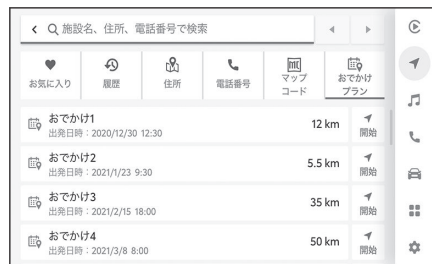 施設名、住所、電話番号で検索
お気に入り
履歴
住所
電話番号
マップ
コード
おでかけ
プラン
おでかけ1
出発日時：2020/12/30 12:30
12 km
開始
おでかけ2
出発日時：2021/1/23 9:30
5.5 km
開始
おでかけ3
出発日時：2021/2/15 18:00
35 km
開始
おでかけ4
出発日時：2021/3/8 8:00
50 km
開始